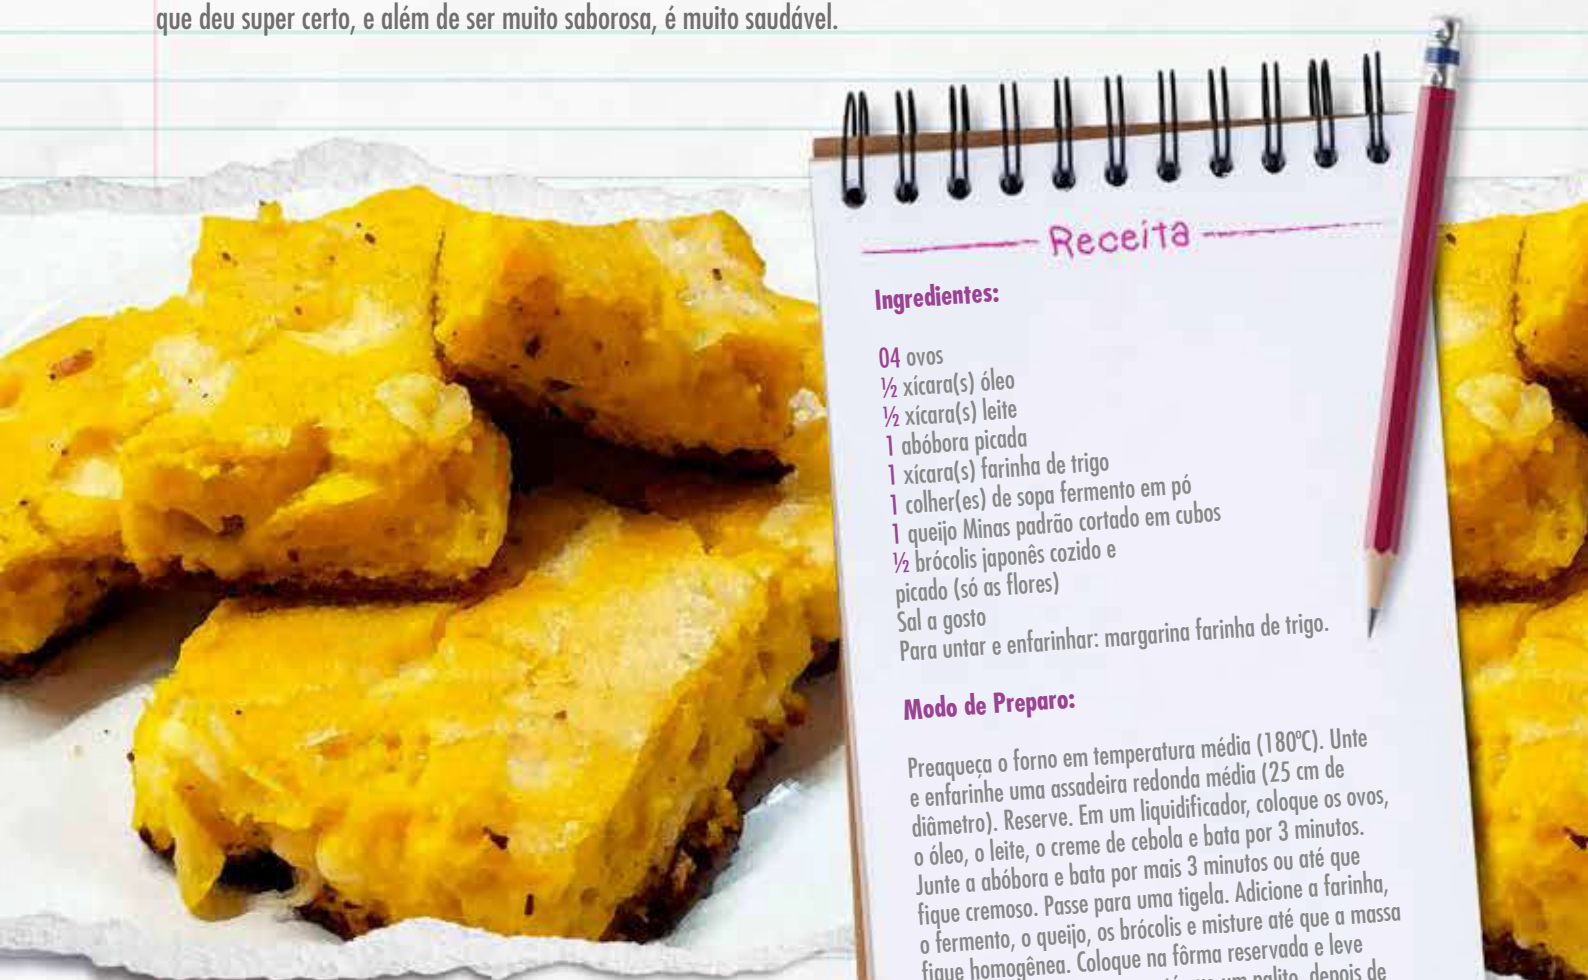 que deu super certo, e além de ser muito saborosa, é muito saudável.
Receita
Ingredientes:
04 ovos
½ xícara(s) óleo
½ xícara(s) leite
1 abóbora picada
1 xícara(s) farinha de trigo
1 colher(es) de sopa fermento em pó
1 queijo Minas padrão cortado em cubos
½ brócolis japonês cozido e
picado (só as flores)
Sal a gosto
Para untar e enfarinhar: margarina farinha de trigo.
Modo de Preparo:
Preaqueça o forno em temperatura média (180ºC). Unte
e enfarinhe uma assadeira redonda média (25 cm de
diâmetro). Reserve. Em um liquidificador, coloque os ovos,
o óleo, o leite, o creme de cebola e bata por 3 minutos.
Junte a abóbora e bata por mais 3 minutos ou até que
fique cremoso. Passe para uma tigela. Adicione a farinha,
o fermento, o queijo, os brócolis e misture até que a massa
fique homogênea. Coloque na fôrma reservada e leve
um palito, depois de